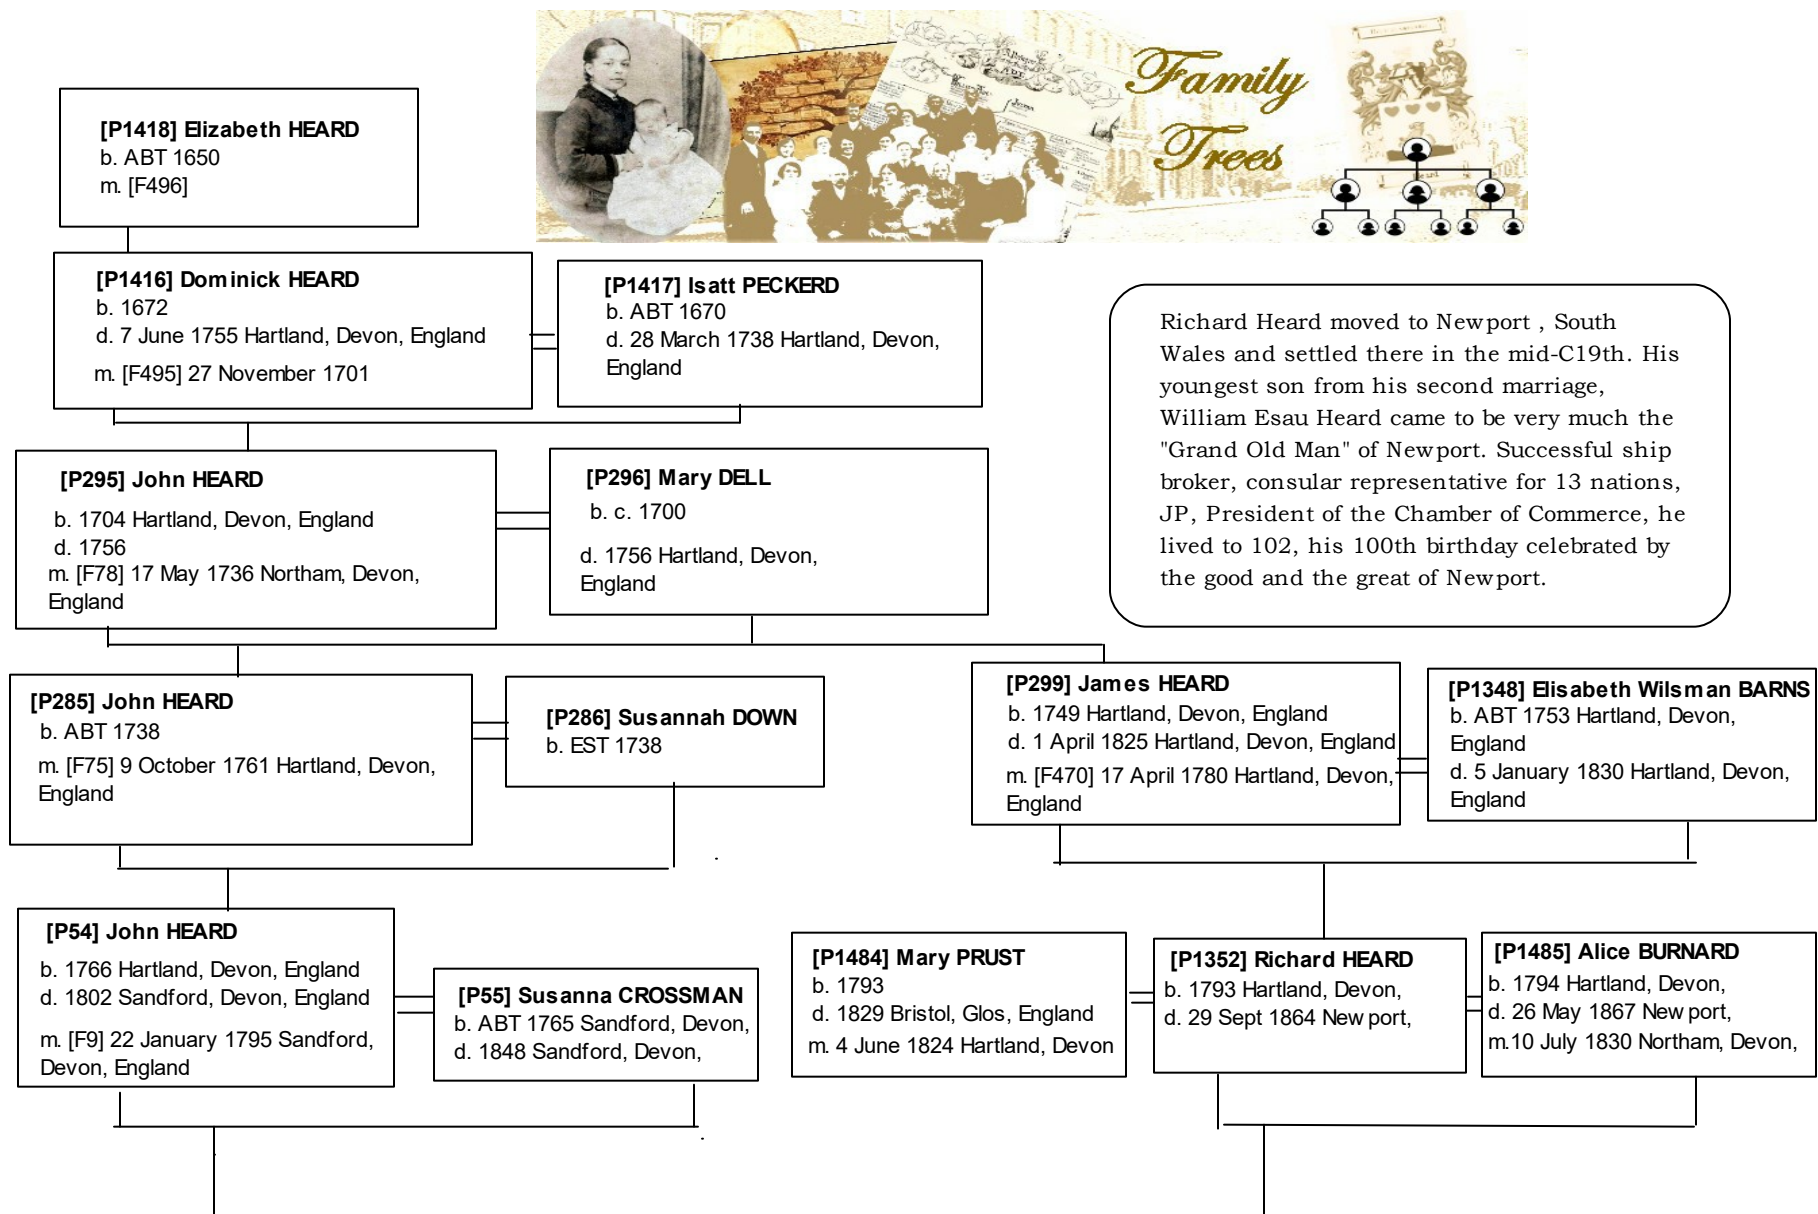 Family
Trees
[P1418] Elizabeth HEARD
b. ABT 1650
m. [F496]
[P1416] Dominick HEARD
b. 1672
d. 7 June 1755 Hartland, Devon, England
m. [F495] 27 November 1701
[P1417] Isatt PECKERD
b. ABT 1670
d. 28 March 1738 Hartland, Devon,
England
Richard Heard moved to Newport , South
Wales and settled there in the mid-C19th. His
youngest son from his second marriage,
William Esau Heard came to be very much the
"Grand Old Man" of Newport. Successful ship
broker, consular representative for 13 nations,
JP, President of the Chamber of Commerce, he
lived to 102, his 100th birthday celebrated by
the good and the great of Newport.
[P295] John HEARD
b. 1704 Hartland, Devon, England
d. 1756
m. [F78] 17 May 1736 Northam, Devon,
England
[P296] Mary DELL
b. c. 1700
d. 1756 Hartland, Devon,
England
[P285] John HEARD
b. ABT 1738
m. [F75] 9 October 1761 Hartland, Devon,
England
[P286] Susannah DOWN
b. EST 1738
[P299] James HEARD
b. 1749 Hartland, Devon, England
d. 1 April 1825 Hartland, Devon, England
m. [F470] 17 April 1780 Hartland, Devon,
England
[P1348] Elisabeth Wilsman BARNS
b. ABT 1753 Hartland, Devon,
England
d. 5 January 1830 Hartland, Devon,
England
[P54] John HEARD
b. 1766 Hartland, Devon, England
d. 1802 Sandford, Devon, England
m. [F9] 22 January 1795 Sandford,
Devon, England
[P55] Susanna CROSSMAN
b. ABT 1765 Sandford, Devon,
d. 1848 Sandford, Devon,
[P1484] Mary PRUST
b. 1793
d. 1829 Bristol, Glos, England
m. 4 June 1824 Hartland, Devon
[P1352] Richard HEARD
b. 1793 Hartland, Devon,
d. 29 Sept 1864 Newport,
[P1485] Alice BURNARD
b. 1794 Hartland, Devon,
d. 26 May 1867 Newport,
m.10 July 1830 Northam, Devon,